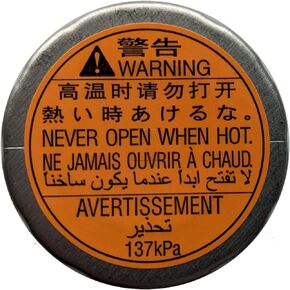 警告
WARNING
高温时请勿打开
熱い時あけるな。
NEVER OPEN WHEN HOT.
NE JAMAIS OUVRIR À CHAUD.
لا تفتح ابدا عندما يكون ساخنا
AVERTISSEMENT
تحذير
137kPa